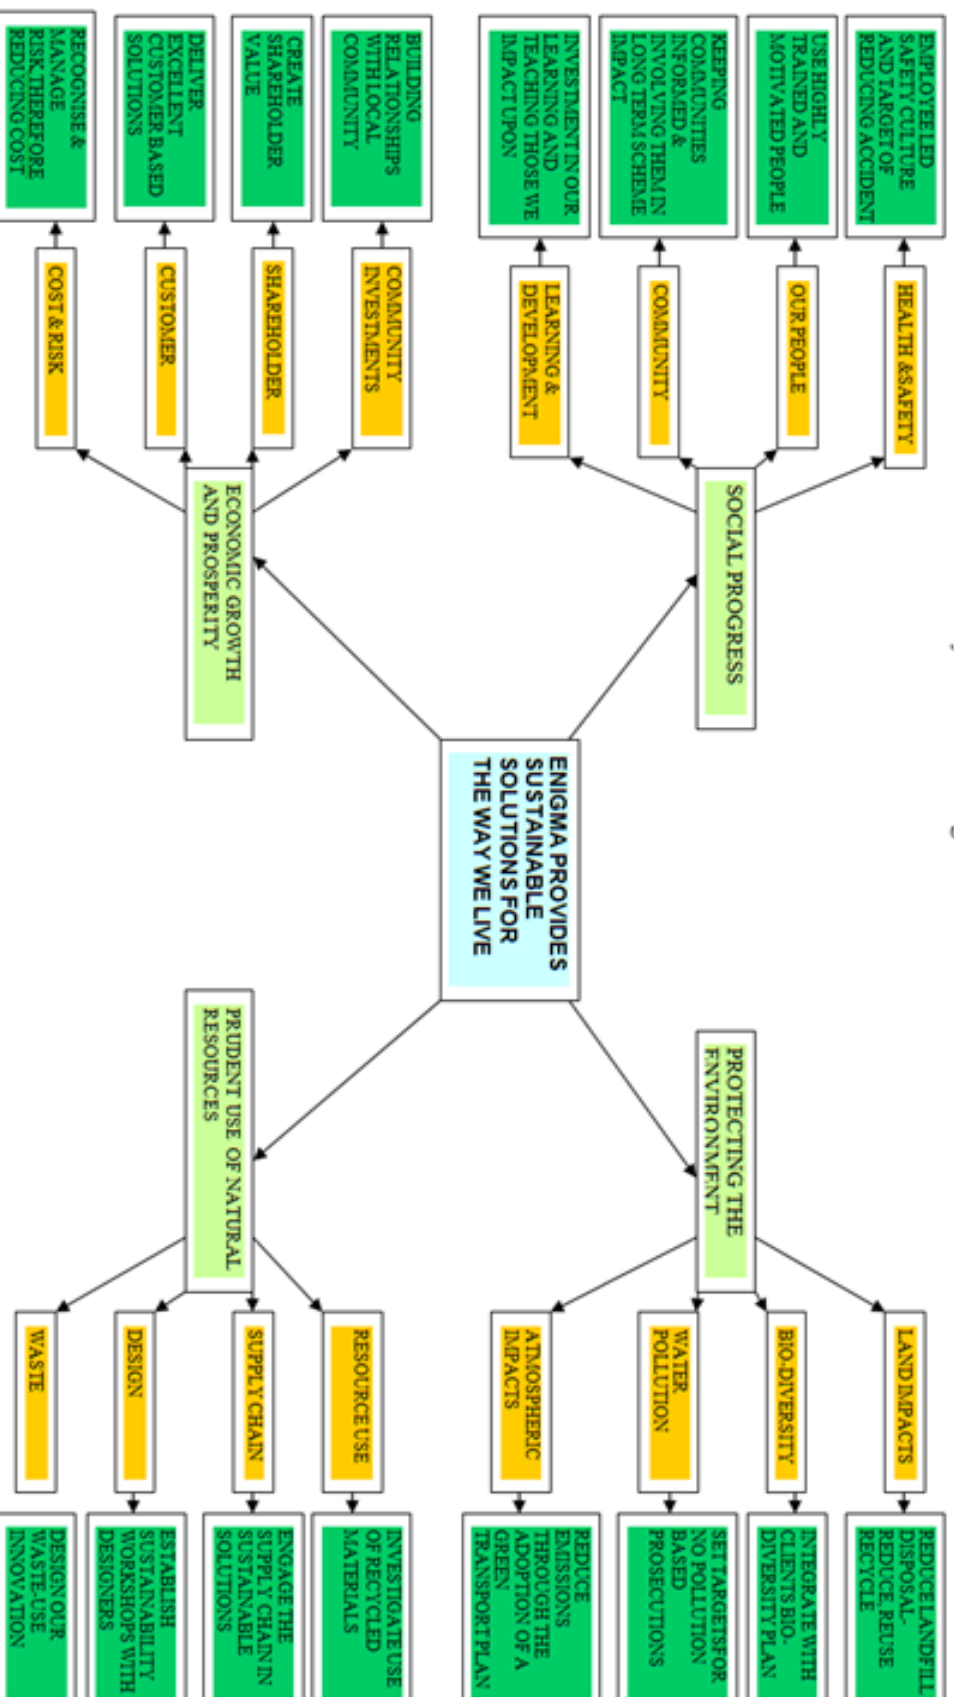 EMPLOYEE LED
SAFETY CULTURE
AND TARGET OF
REDUCING ACCIDENT
HEALTH &SAFETY
USE HIGHLY
TRAINED AND
MOTIVATED PEOPLE
OUR PEOPLE
KEEPING
COMMUNITIES
INFORMED &
INVOLVING THEM IN
LONG TERM SCHEME
IMPACT
COMMUNITY
INVESTMENT IN OUR
LEARNING AND
TEACHING THOSE WE
IMPACT UPON
LEARNING &
DEVELOPMENT
SOCIAL PROGRESS
PROTECTING THE
ENVIRONMENT
LAND IMPACTS
REDUCE LANDFILL
DISPOSAL-
REDUCE, REUSE
RECYCLE
BIO-DIVERSITY
INTEGRATE WITH
CLIENTS BIO-
DIVERSITY PLAN
WATER
POLLUTION
SET TARGETS FOR
NO POLLUTION
BASED
PROSECUTIONS
ATMOSPHERIC
IMPACTS
REDUCE
EMISSIONS
THROUGH THE
ADOPTION OF A
GREEN
TRANSPORT PLAN
ENIGMA PROVIDES
SUSTAINABLE
SOLUTIONS FOR
THE WAY WE LIVE
BUILDING
RELATIONSHIPS
WITH LOCAL
COMMUNITY
COMMUNITY
INVESTMENTS
CREATE
SHAREHOLDER
VALUE
SHAREHOLDER
DELIVER
EXCELLENT
CUSTOMER BASED
SOLUTIONS
CUSTOMER
RECOGNISE &
MANAGE
RISK THEREFORE
REDUCING COST
COST & RISK
ECONOMIC GROWTH
AND PROSPERITY
PRUDENT USE OF NATURAL
RESOURCES
RESOURCE USE
INVESTIGATE USE
OF RECYCLED
MATERIALS
SUPPLY CHAIN
ENGAGE THE
SUPPLY CHAIN IN
SUSTAINABLE
SOLUTIONS
DESIGN
ESTABLISH
SUSTAINABILITY
WORKSHOPS WITH
DESIGNERS
WASTE
DESIGN OUR
WASTE-USE
INNOVATION